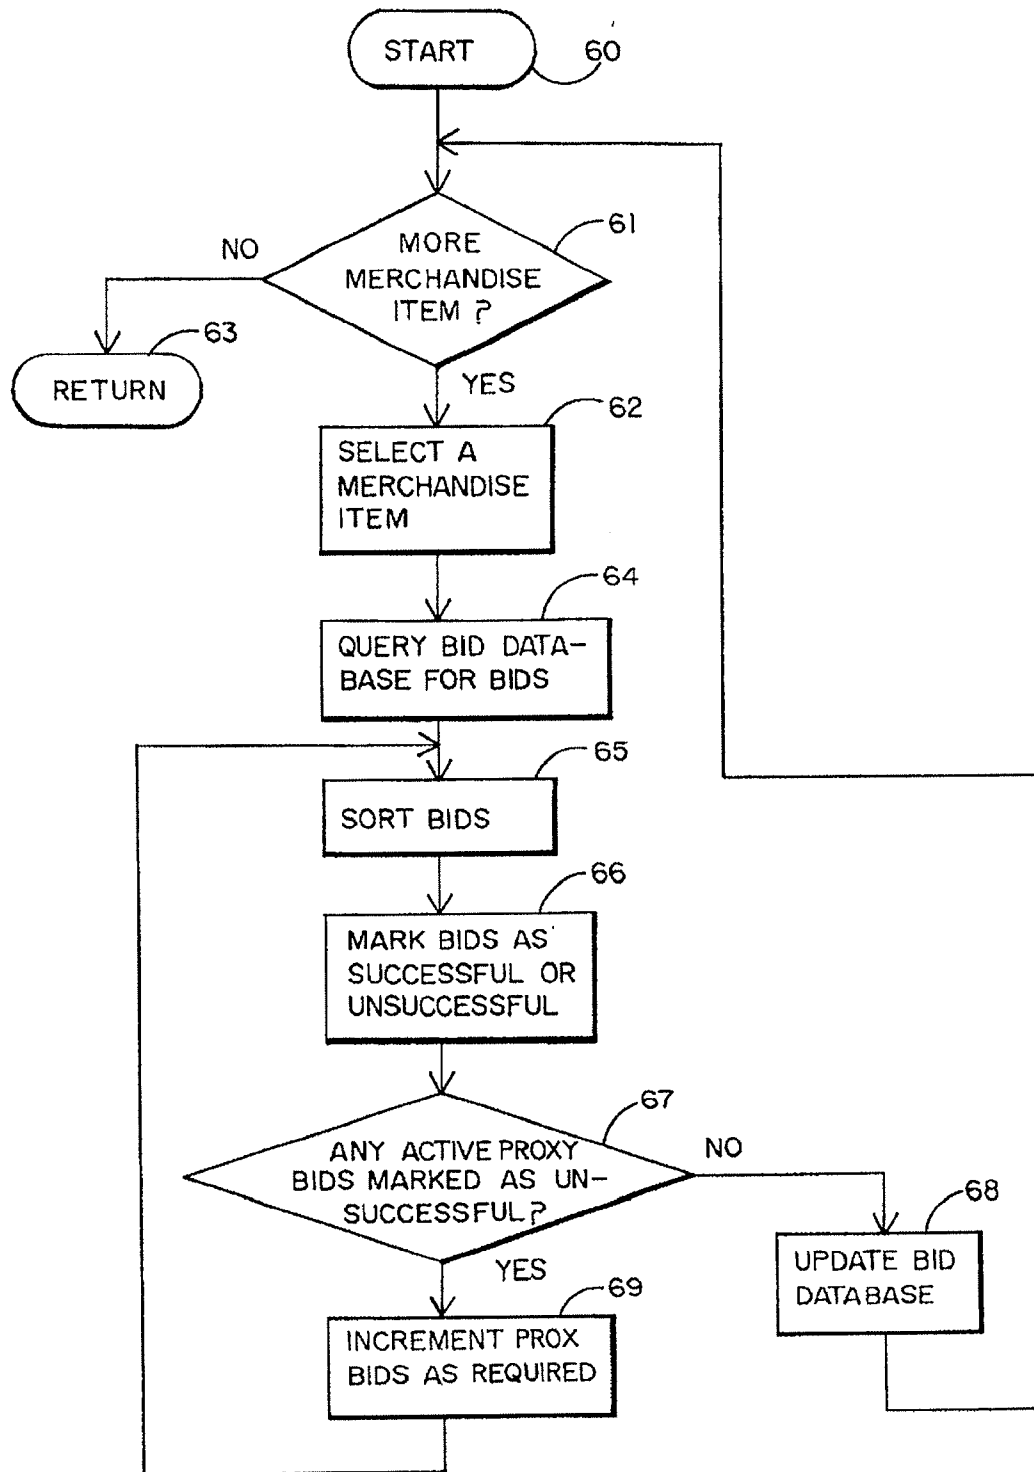 START
60
61
NO
MORE
MERCHANDISE
ITEM ?
63
RETURN
YES
62
SELECT A
MERCHANDISE
ITEM
64
QUERY BID DATA-
BASE FOR BIDS
65
SORT BIDS
66
MARK BIDS AS
SUCCESSFUL OR
UNSUCCESSFUL
67
ANY ACTIVE PROXY
BIDS MARKED AS UN-
SUCCESSFUL?
NO
68
UPDATE BID
DATABASE
YES
69
INCREMENT PROX
BIDS AS REQUIRED